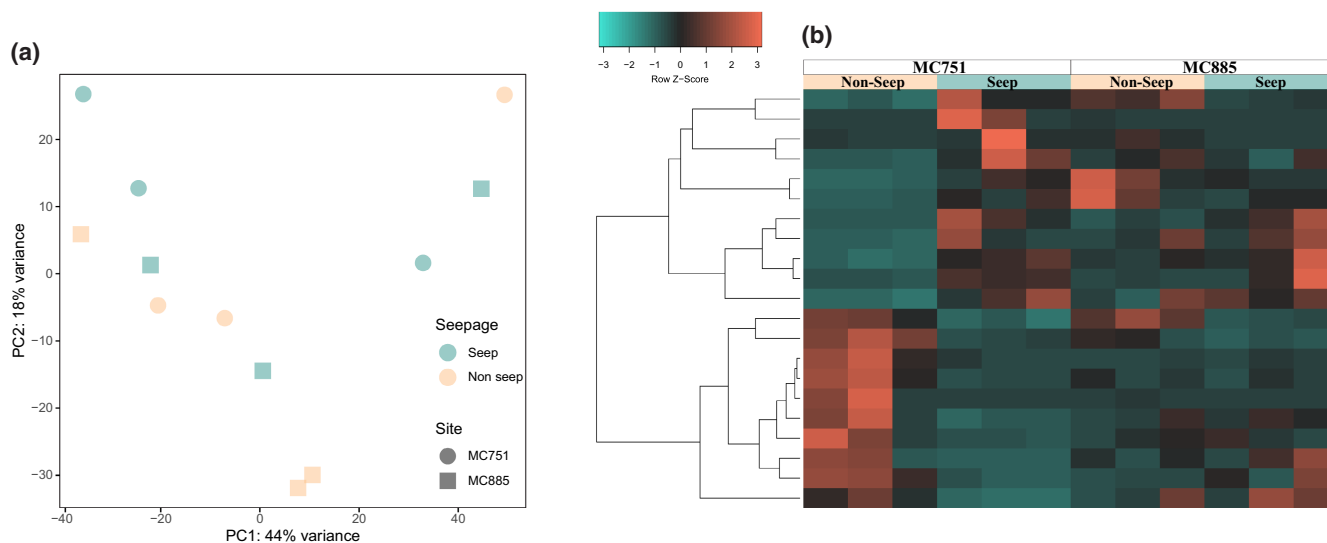 (a)
20
10
0
−10
−20
−30
PC2: 18% variance
−40
−20
0
20
40
PC1: 44% variance
Seepage
Seep
Non seep
Site
MC751
MC885
−3 −2 −1 0 1 2 3
Row Z−Score
(b)
MC751 MC885
Non-Seep Seep Non-Seep Seep